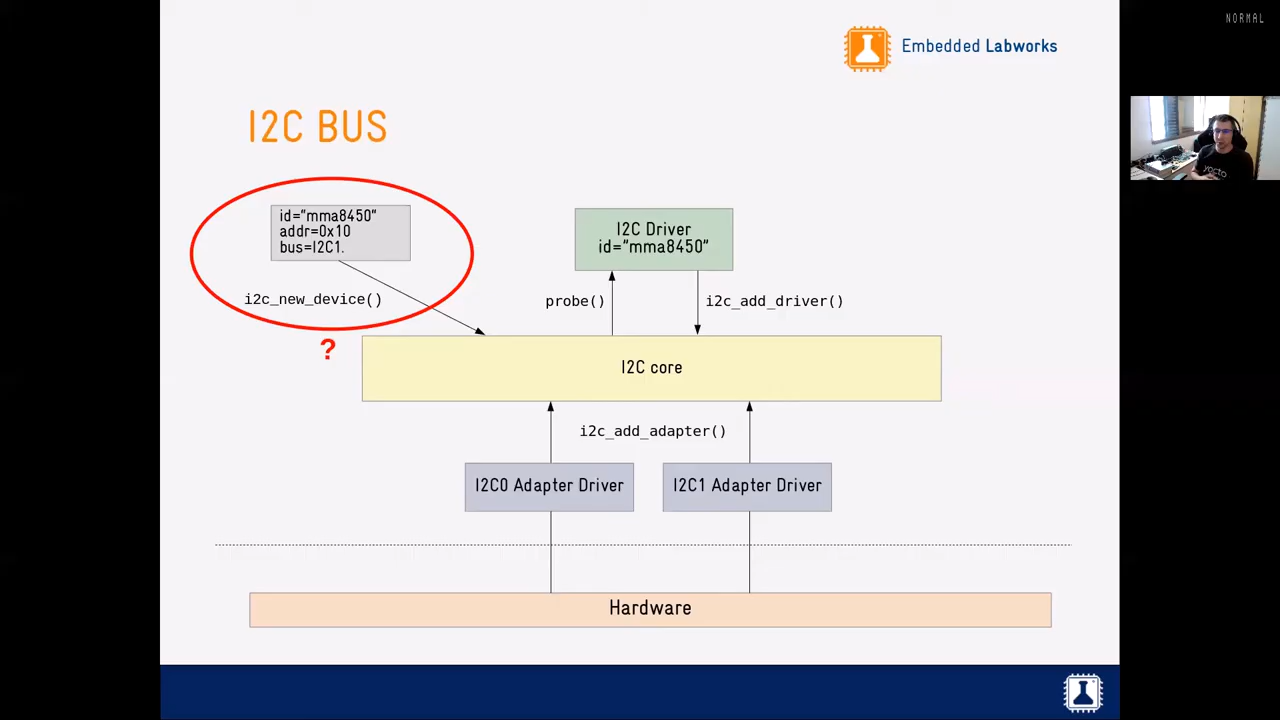 NORMAL
Embedded Labworks
I2C BUS
id="mma8450"
addr=0x10
bus=I2C1.
I2C Driver
id="mma8450"
i2c_new_device()
probe()
i2c_add_driver()
?
I2C core
i2c_add_adapter()
I2C0 Adapter Driver
I2C1 Adapter Driver
Hardware
yocto